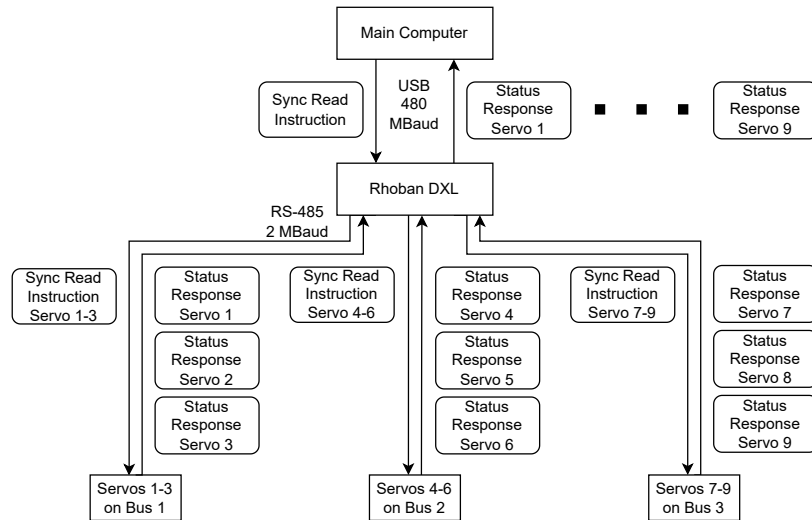 Main Computer
Sync Read
Instruction
USB
480
MBaud
Status
Response
Servo 1
Status
Response
Servo 9
Rhoban DXL
RS-485
2 MBaud
Sync Read
Instruction
Servo 1-3
Status
Response
Servo 1
Sync Read
Instruction
Servo 4-6
Status
Response
Servo 4
Sync Read
Instruction
Servo 7-9
Status
Response
Servo 7
Status
Response
Servo 2
Status
Response
Servo 5
Status
Response
Servo 8
Status
Response
Servo 3
Status
Response
Servo 6
Status
Response
Servo 9
Servos 1-3
on Bus 1
Servos 4-6
on Bus 2
Servos 7-9
on Bus 3